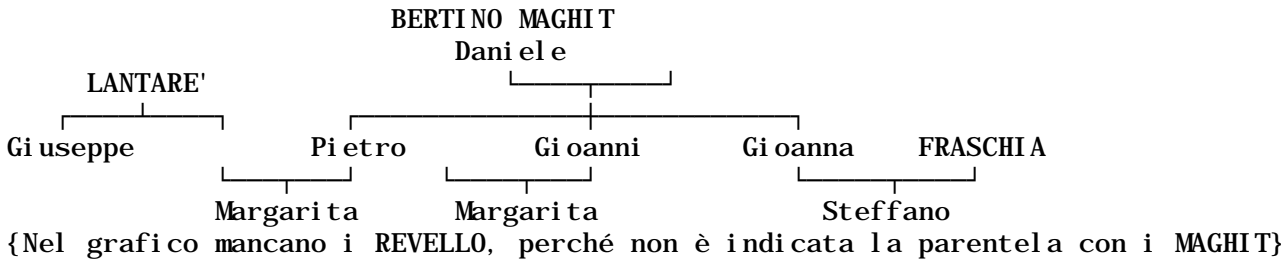 BERTINO MAGHIT
Daniele
LANTARE'
Giuseppe Pietro Gioanni Gioanna FRASCHIA
Margarita Margarita Steffano
{Nel grafico mancano i REVELLO, perché non è indicata la parentela con i MAGHIT}